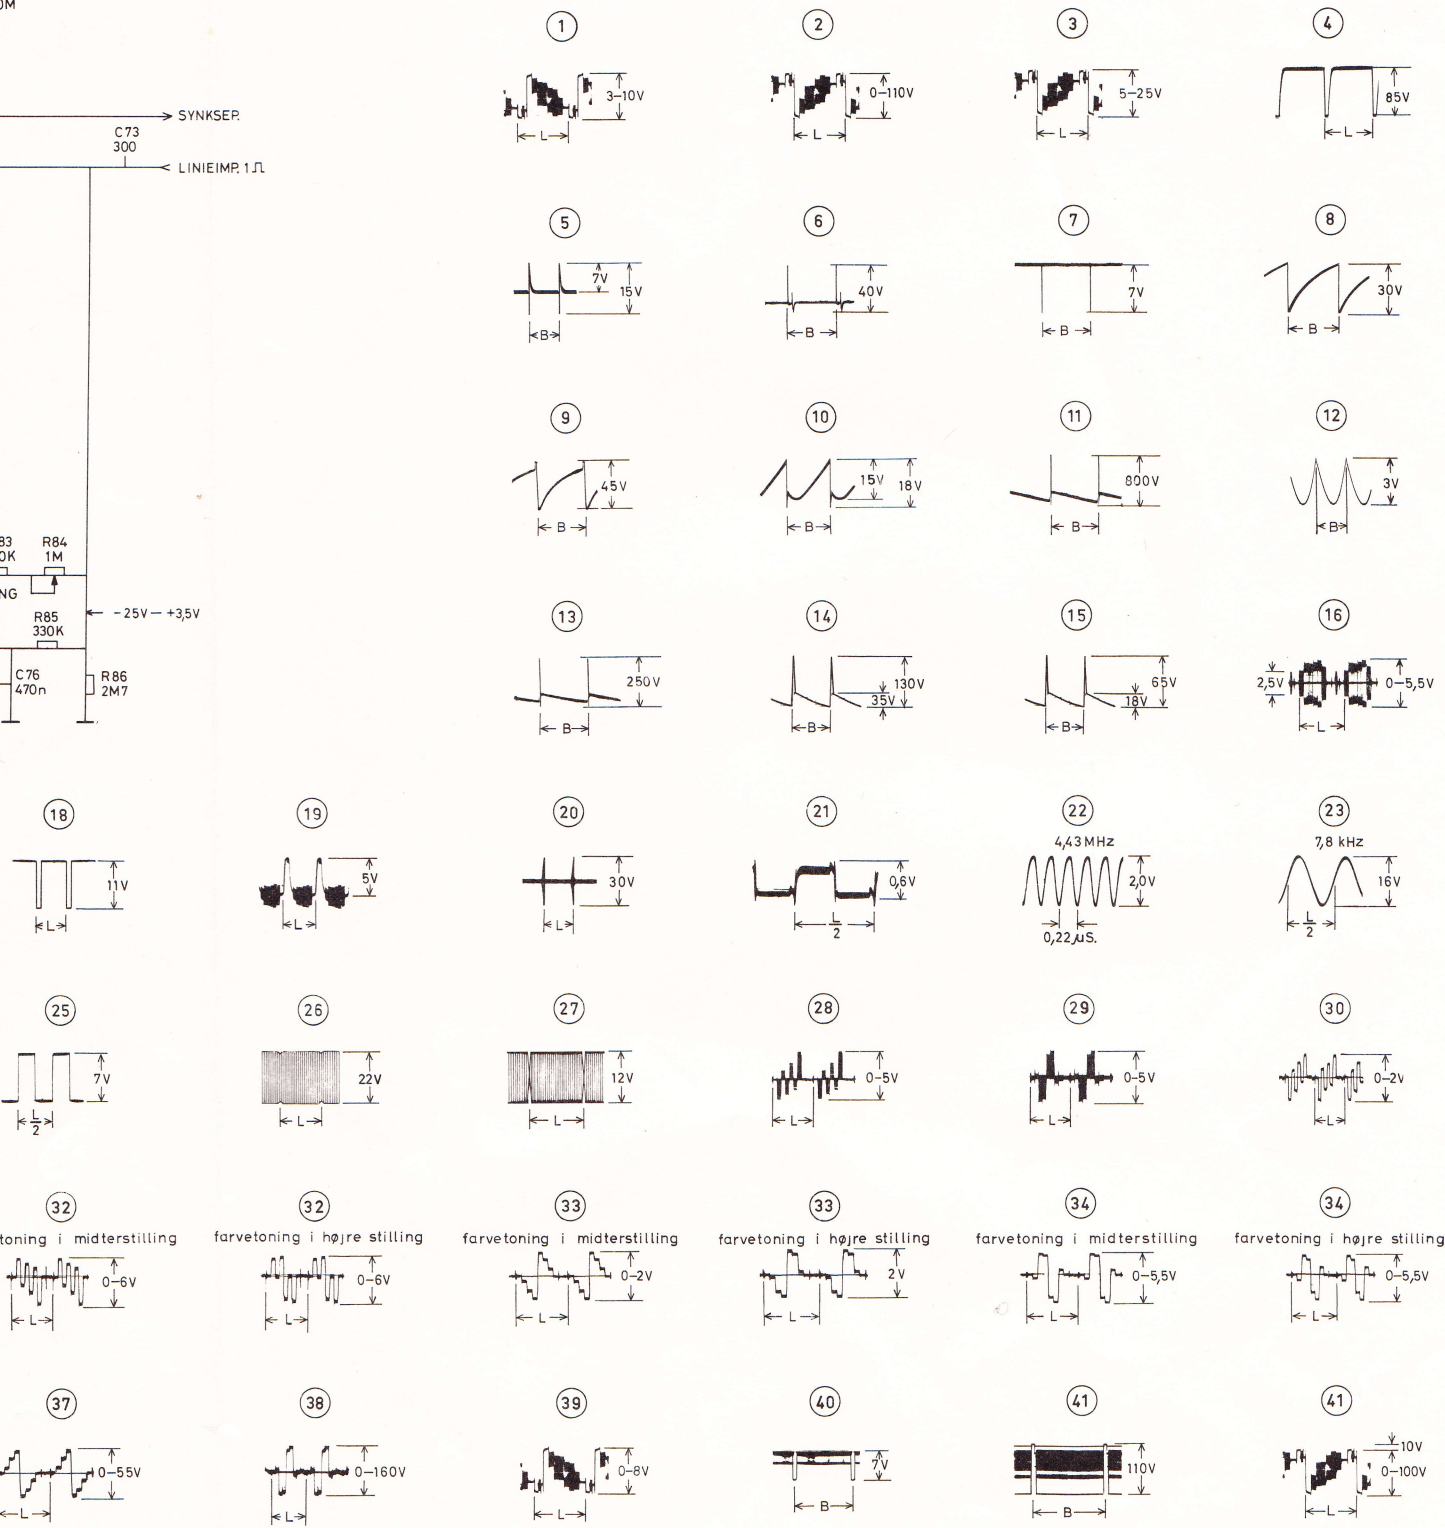 0M
1 2 3 4
3–10V 0–110V 5–25V 85V
L L L L
SYNKSEP.
C73
300
LINIEIMP. 1
5 6 7 8
7V 15V 40V 7V 30V
B B B B
9 10 11 12
45V 15V 18V 800V 3V
B B B B
83 R84
0K 1M
NG
-25V — +3,5V
R85
330K
C76 R86
470n 2M7
13 14 15 16
250V 130V 35V 65V 18V 2,5V 0–5,5V
B B B L
18 19 20 21 22 23
4,43MHz 7,8 kHz
11V 5V 30V 0,6V 2,0V 16V
L L L L/2 0,22µS. L/2
25 26 27 28 29 30
7V 22V 12V 0–5V 0–5V 0–2V
L/2 L L L L L
32 32 33 33 34 34
toning i midterstilling farvetoning i højre stilling farvetoning i midterstilling farvetoning i højre stilling farvetoning i midterstilling farvetoning i højre stilling
0–6V 0–6V 0–2V 2V 0–5,5V 0–5,5V
L L L L L L
37 38 39 40 41 41
0–55V 0–160V 0–8V 7V 110V 10V
0–100V
L L L B B L